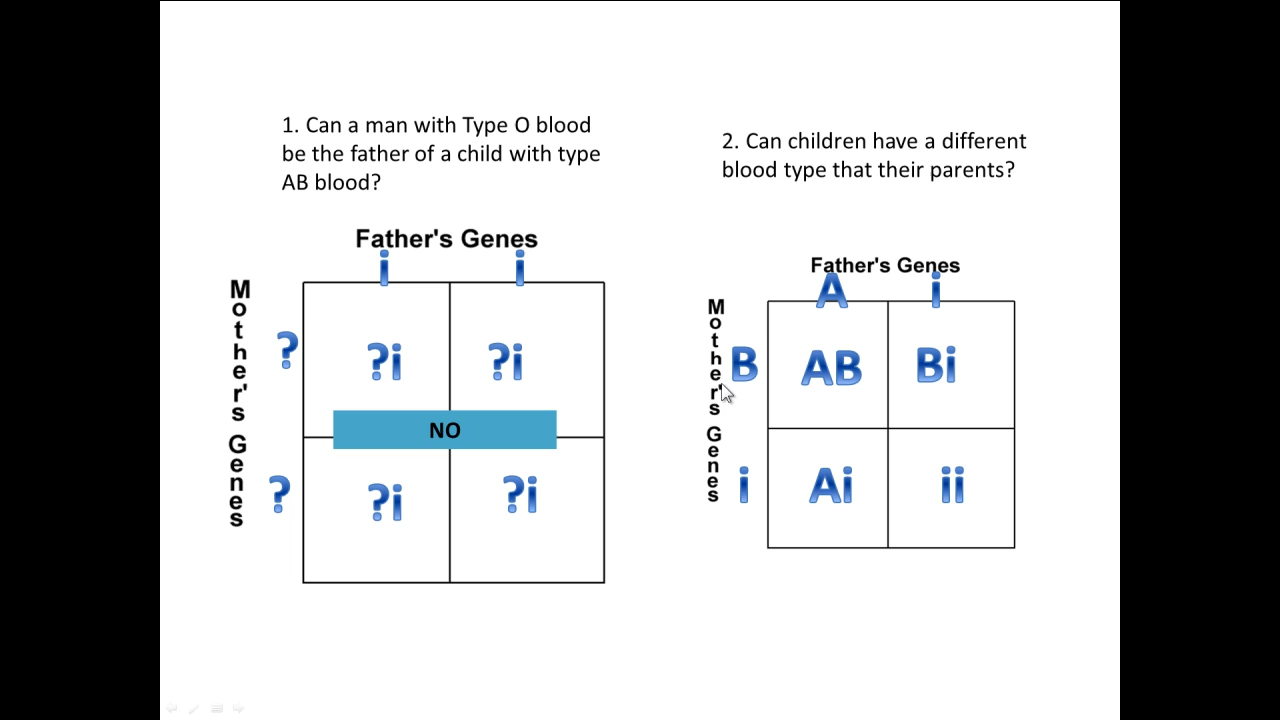 1. Can a man with Type O blood
be the father of a child with type
AB blood?
Father's Genes
i i
Mother's Genes
? ?i ?i
NO
? ?i ?i
2. Can children have a different
blood type that their parents?
Father's Genes
A i
Mother's Genes
B AB Bi
i Ai ii